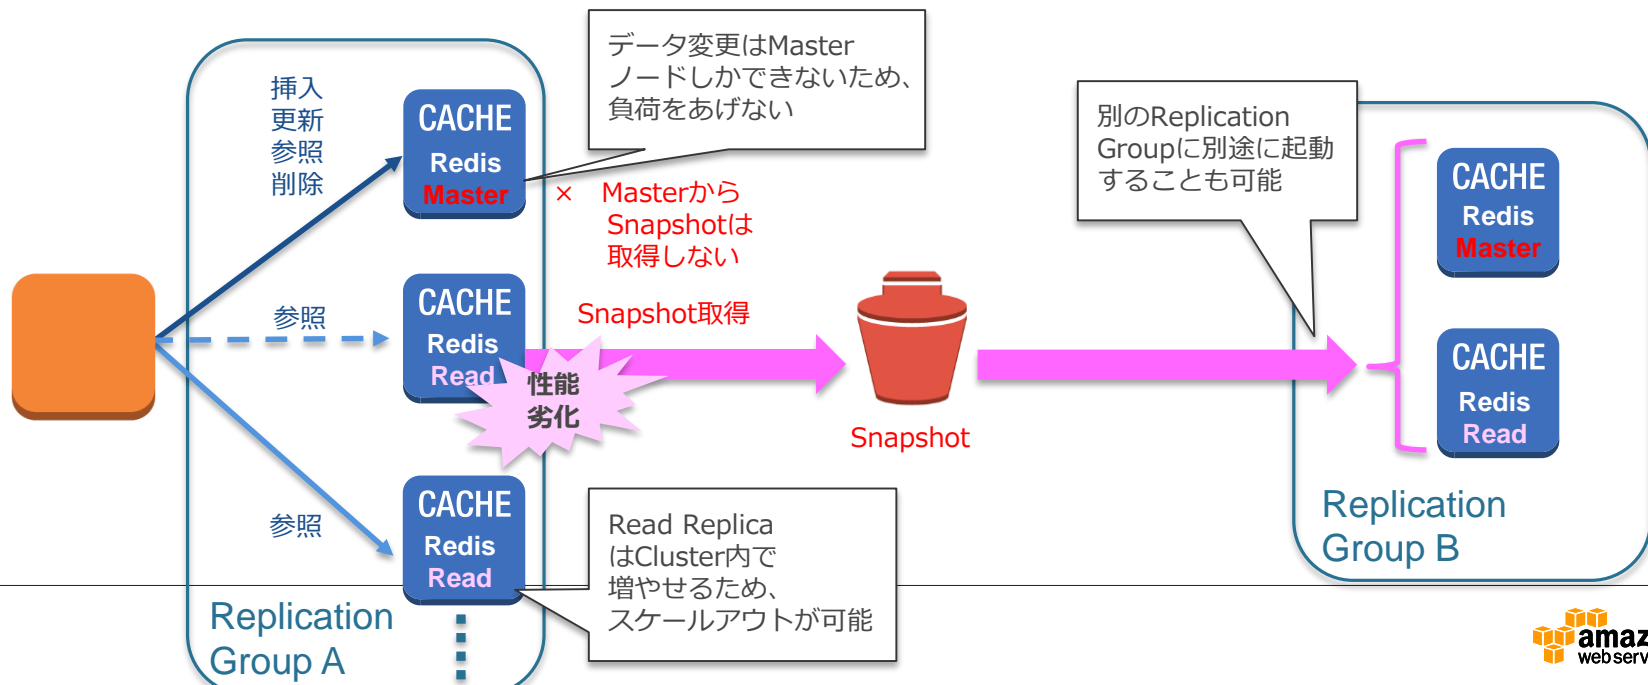 挿入
更新
参照
削除
CACHE
Redis
Master
データ変更はMaster
ノードしかできないため、
負荷をあげない
× Masterから
Snapshotは
取得しない
参照
CACHE
Redis
Read
性能
劣化
Snapshot取得
Snapshot
参照
CACHE
Redis
Read
Read Replica
はCluster内で
増やせるため、
スケールアウトが可能
Replication
Group A
別のReplication
Groupに別途に起動
することも可能
CACHE
Redis
Master
CACHE
Redis
Read
Replication
Group B
amaz
webserv